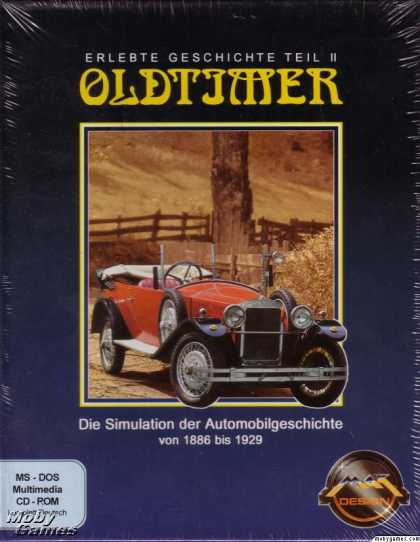 ERLEBTE GESCHICHTE TEIL II
OLDTIMER
Die Simulation der Automobilgeschichte
von 1886 bis 1929
MS - DOS
Multimedia
CD - ROM
Deutsch
Moby
Games
MAX
DESIGN
mobygames.com